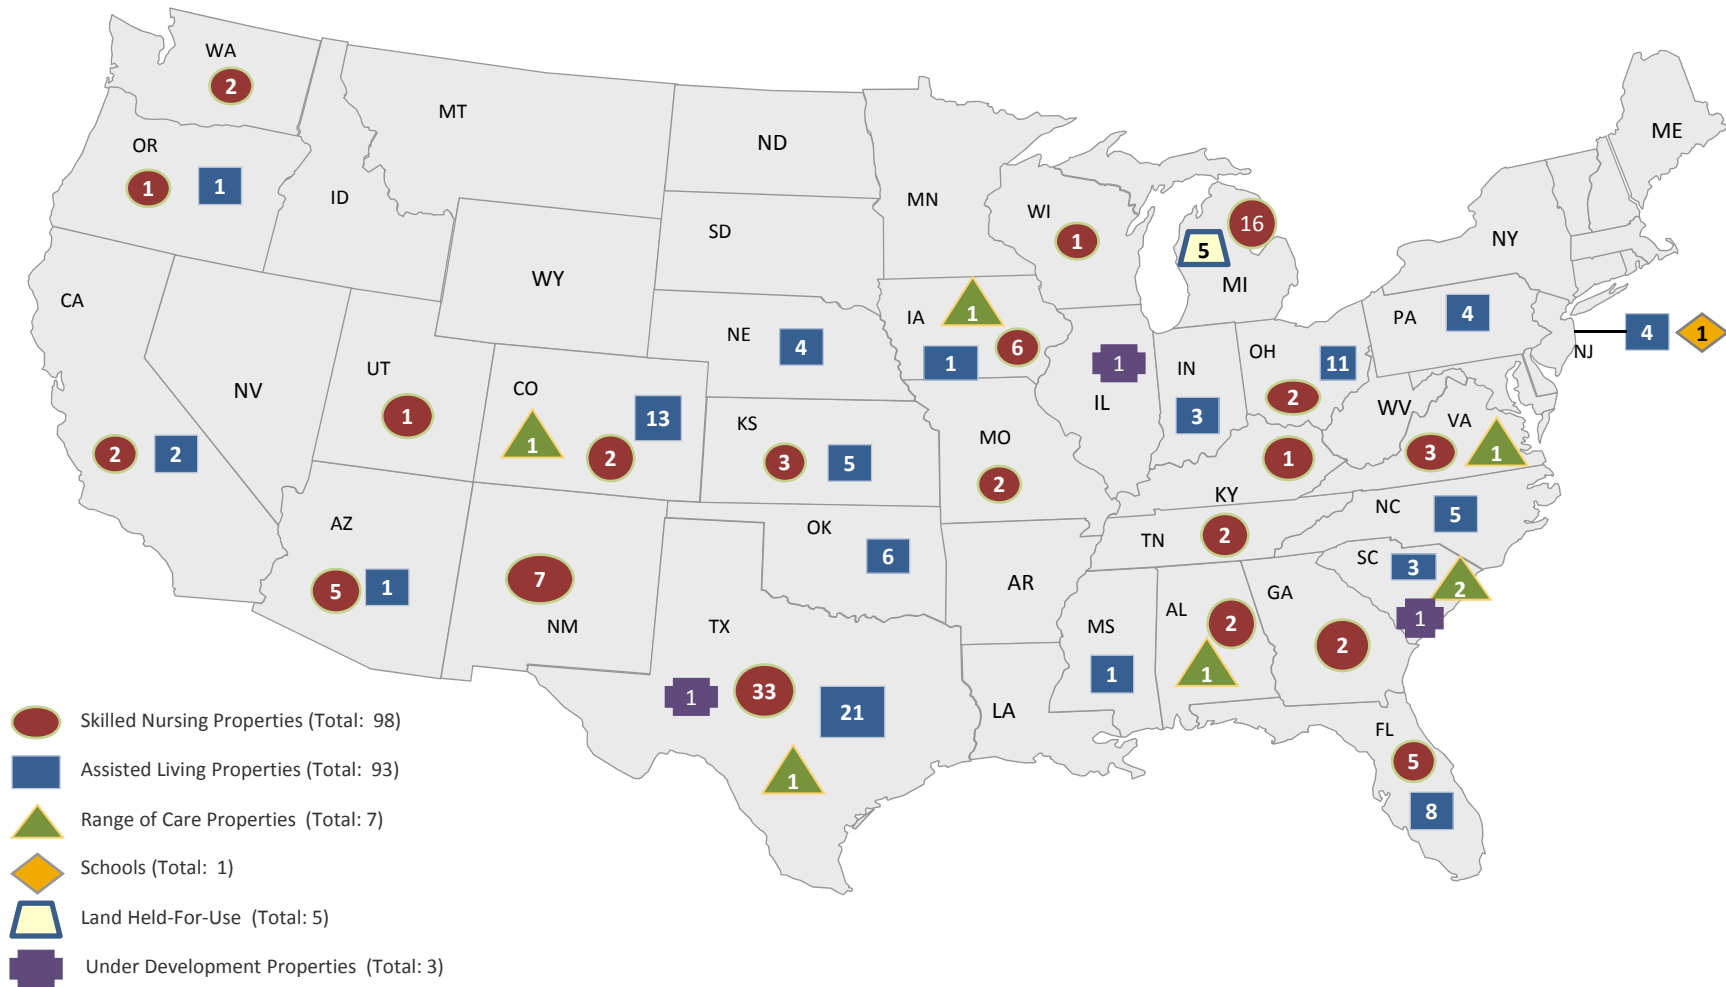 WA
2
MT
ND
ME
OR
1
1
ID
MN
WI
1
16
5
MI
NY
SD
WY
CA
IA
1
6
1
NE
4
PA
4
4
1
NJ
UT
1
NV
CO
1
2
13
KS
3
5
IL
1
IN
3
OH
11
2
WV
VA
3
1
2
2
MO
2
KY
1
AZ
5
1
NM
7
OK
6
AR
TN
2
NC
5
SC
3
2
1
TX
1
33
21
1
MS
1
AL
2
1
GA
2
LA
FL
5
8
Skilled Nursing Properties (Total: 98)
Assisted Living Properties (Total: 93)
Range of Care Properties (Total: 7)
Schools (Total: 1)
Land Held-For-Use (Total: 5)
Under Development Properties (Total: 3)